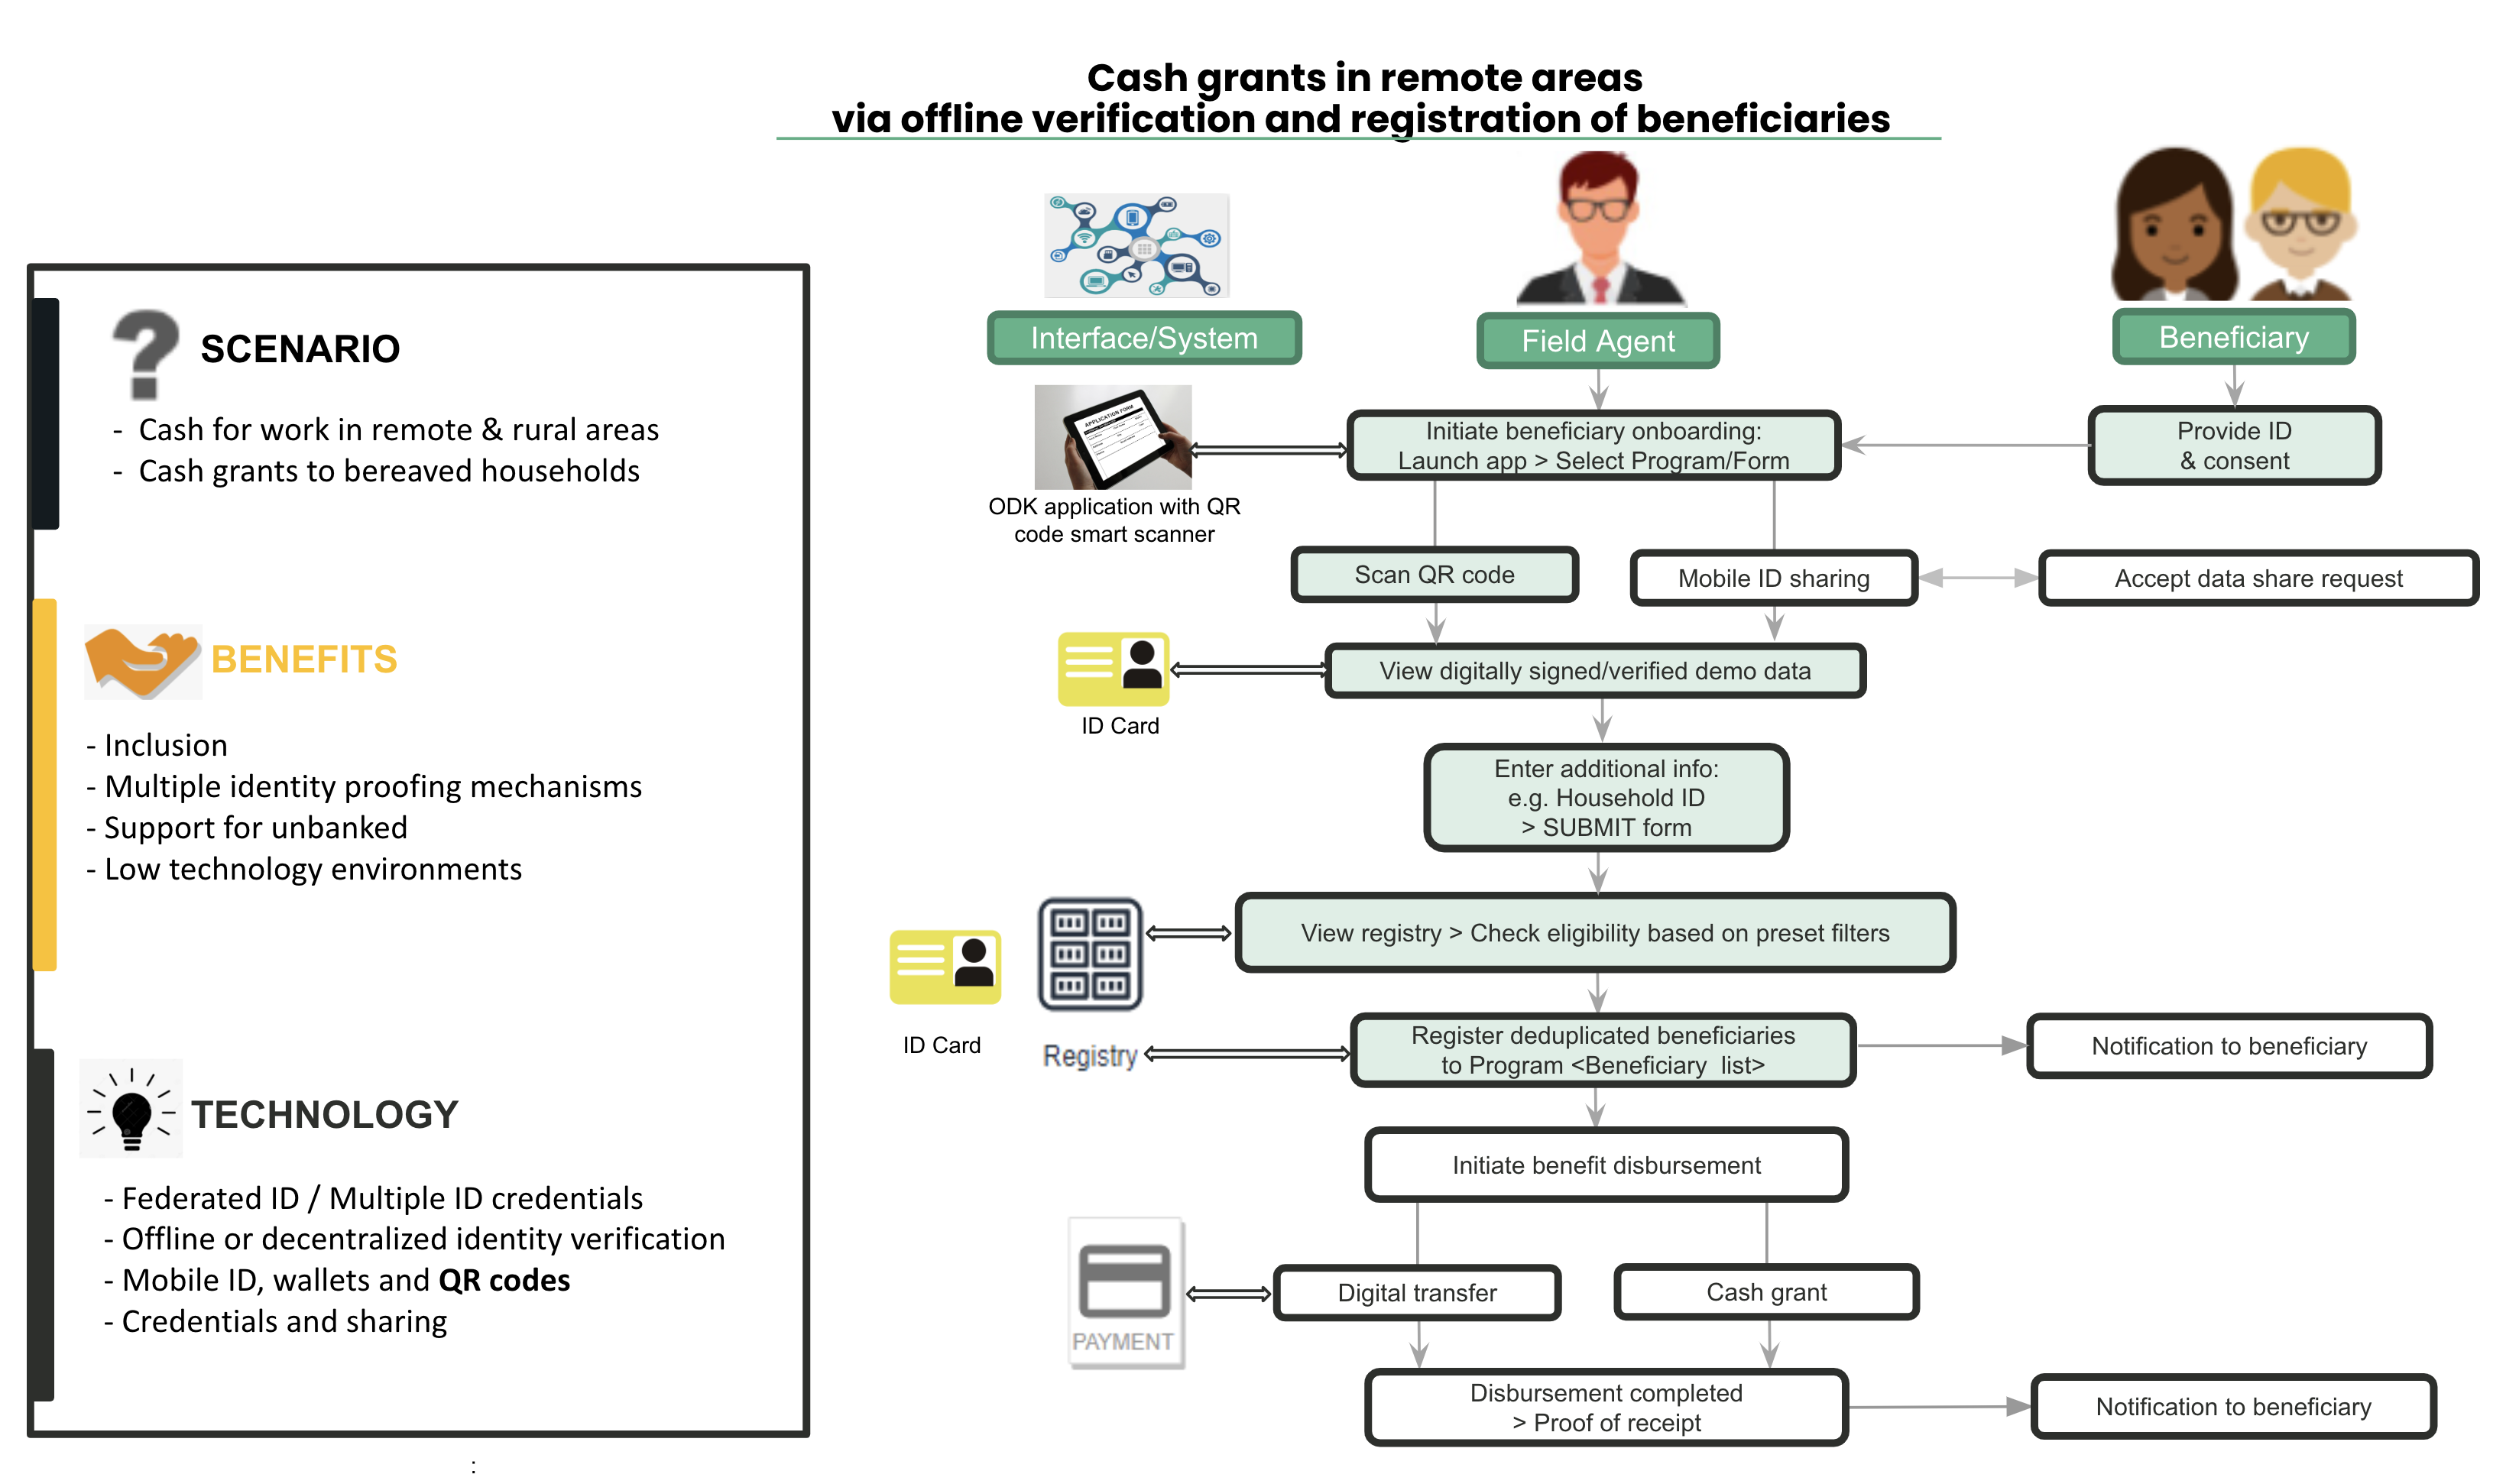 Cash grants in remote areas
via offline verification and registration of beneficiaries
SCENARIO
- Cash for work in remote & rural areas
- Cash grants to bereaved households
BENEFITS
- Inclusion
- Multiple identity proofing mechanisms
- Support for unbanked
- Low technology environments
TECHNOLOGY
- Federated ID / Multiple ID credentials
- Offline or decentralized identity verification
- Mobile ID, wallets and QR codes
- Credentials and sharing
:
Interface/System
Field Agent
Beneficiary
APPLICATION FORM
ODK application with QR
code smart scanner
Initiate beneficiary onboarding:
Launch app > Select Program/Form
Provide ID
& consent
Scan QR code
Mobile ID sharing
Accept data share request
ID Card
View digitally signed/verified demo data
Enter additional info:
e.g. Household ID
> SUBMIT form
View registry > Check eligibility based on preset filters
ID Card
Registry
Register deduplicated beneficiaries
to Program <Beneficiary list>
Notification to beneficiary
Initiate benefit disbursement
PAYMENT
Digital transfer
Cash grant
Disbursement completed
> Proof of receipt
Notification to beneficiary